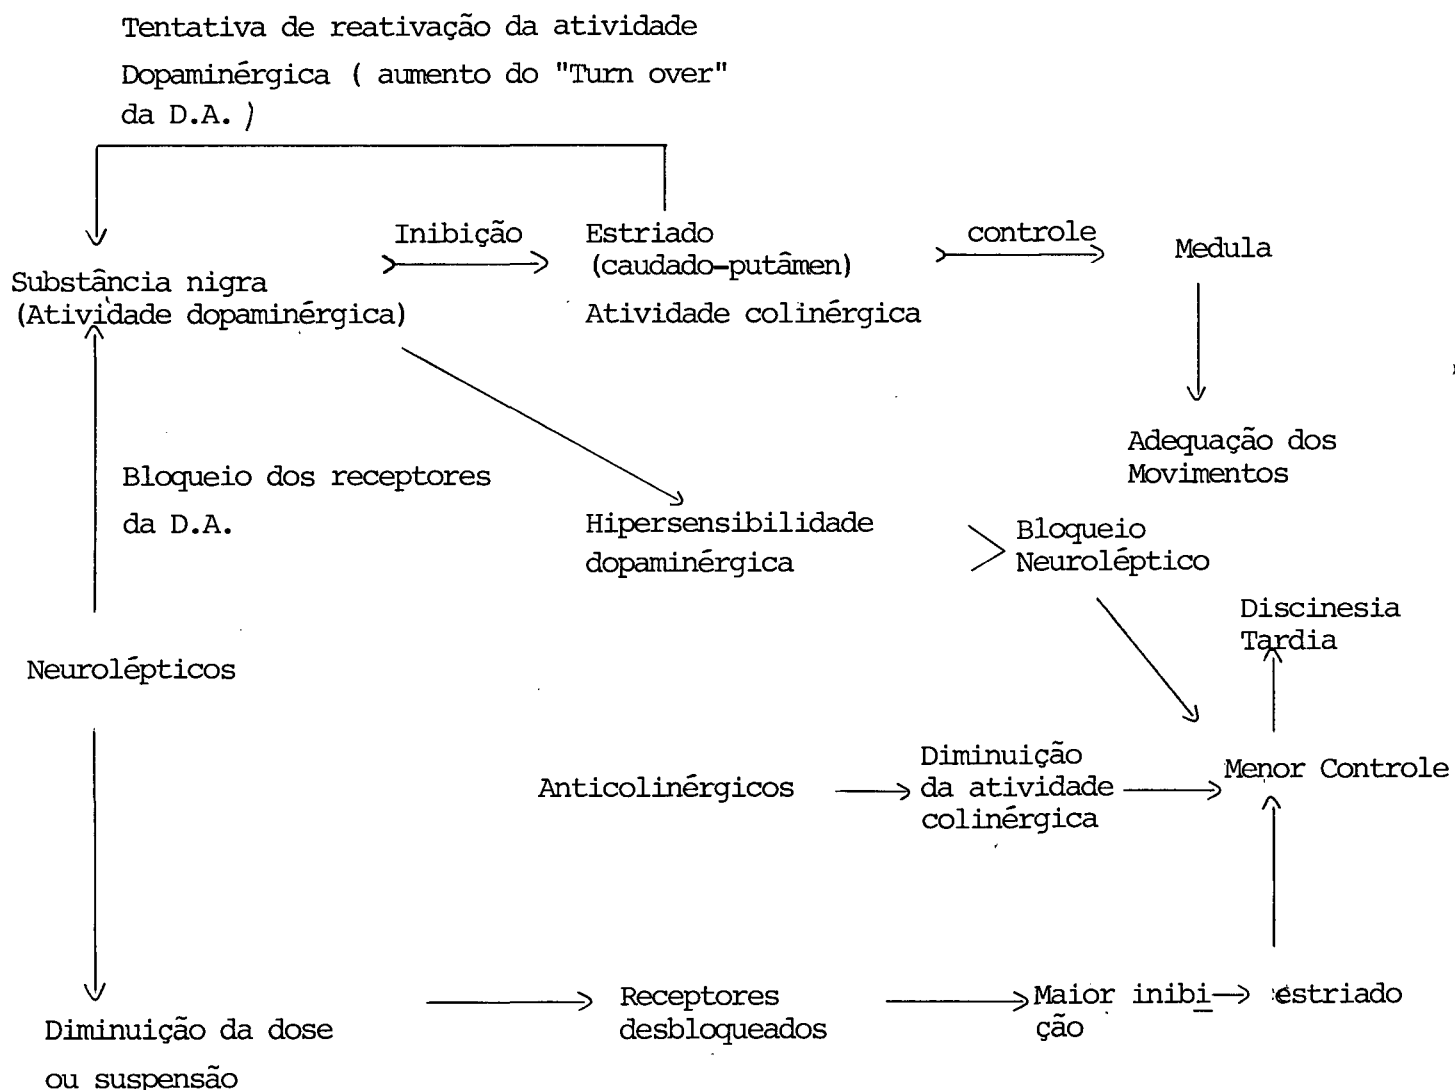 Tentativa de reativação da atividade
Dopaminérgica ( aumento do "Turn over"
da D.A. )
Inibição
Estriado
(caudado-putâmen)
Atividade colinérgica
controle
Medula
Substância nigra
(Atividade dopaminérgica)
Adequação dos
Movimentos
Bloqueio dos receptores
da D.A.
Hipersensibilidade
dopaminérgica
>
Bloqueio
Neuroléptico
Discinesia
Tardia
Neurolépticos
Anticolinérgicos
Diminuição
da atividade
colinérgica
Menor Controle
Diminuição da dose
ou suspensão
Receptores
desbloqueados
Maior inibi
ção
estriado